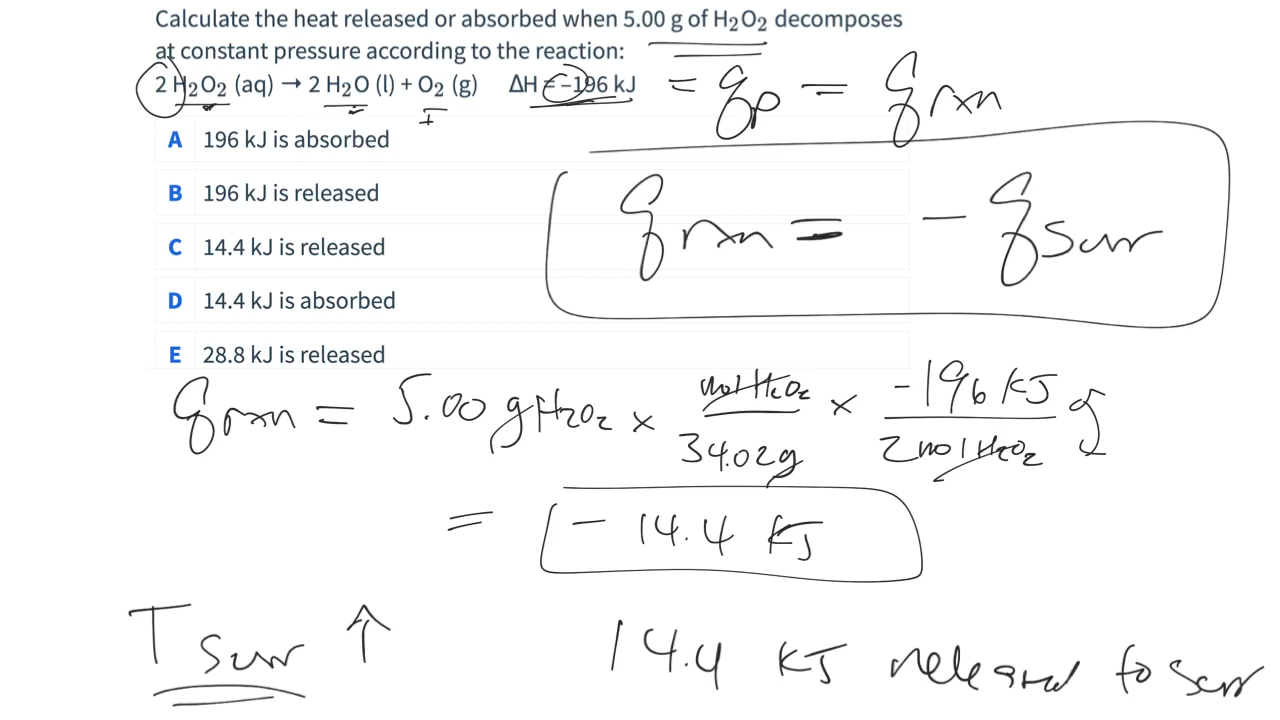 Calculate the heat released or absorbed when 5.00 g of H₂O₂ decomposes
at constant pressure according to the reaction:
2 H₂O₂ (aq) → 2 H₂O (l) + O₂ (g) ΔH = −196 kJ = qp = qrxn
A 196 kJ is absorbed
B 196 kJ is released
qrxn = − qsurr
C 14.4 kJ is released
D 14.4 kJ is absorbed
E 28.8 kJ is released
qrxn = 5.00 g H₂O₂ × mol H₂O₂ / 34.02 g × −196 kJ / 2 mol H₂O₂
= − 14.4 kJ
Tsurr ↑ 14.4 kJ released to surr